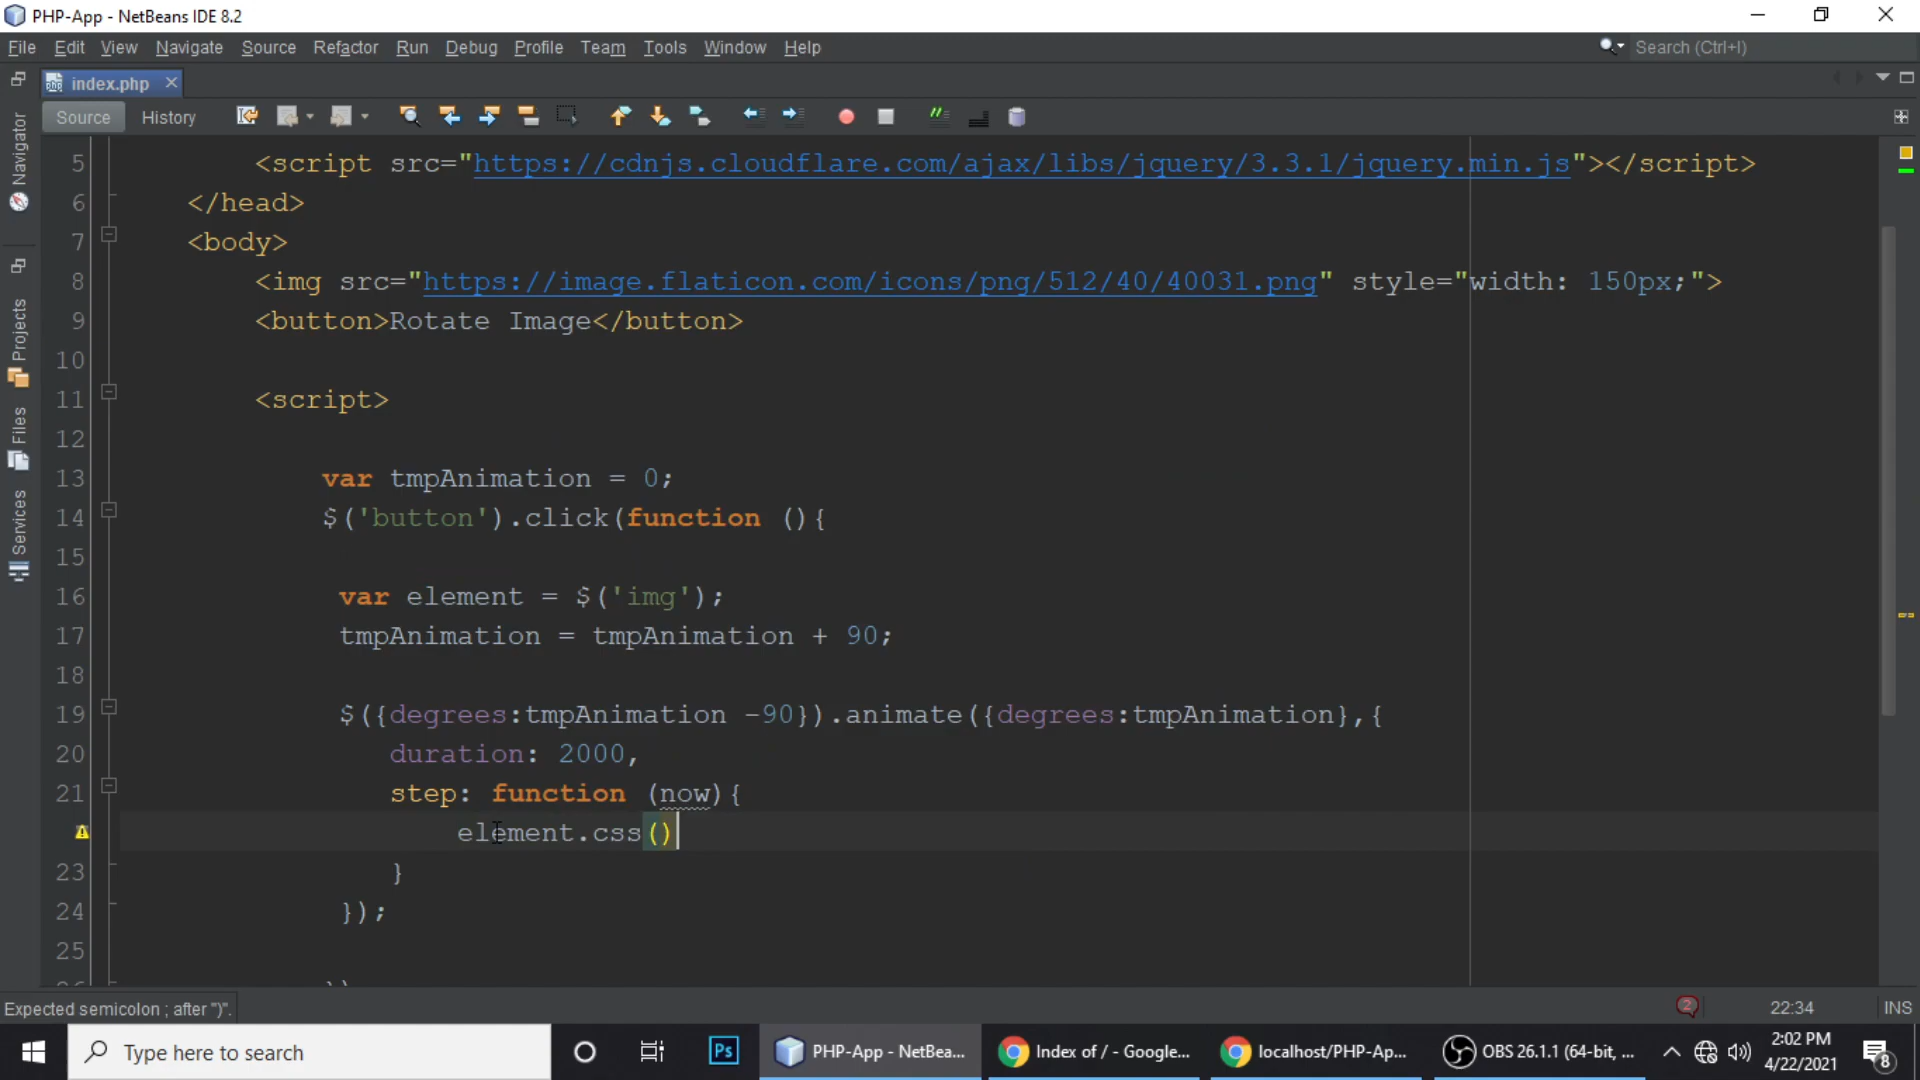 PHP-App - NetBeans IDE 8.2
File Edit View Navigate Source Refactor Run Debug Profile Team Tools Window Help
Search (Ctrl+I)
index.php
Source History
Navigator
Projects
Files
Services
5 <script src="https://cdnjs.cloudflare.com/ajax/libs/jquery/3.3.1/jquery.min.js"></script>
6 </head>
7 <body>
8 <img src="https://image.flaticon.com/icons/png/512/40/40031.png" style="width: 150px;">
9 <button>Rotate Image</button>
10
11 <script>
12
13 var tmpAnimation = 0;
14 $('button').click(function (){
15
16 var element = $('img');
17 tmpAnimation = tmpAnimation + 90;
18
19 $({degrees:tmpAnimation -90}).animate({degrees:tmpAnimation},{
20 duration: 2000,
21 step: function (now){
element.css()
23 }
24 });
25
Expected semicolon ; after ")".
2
22:34 INS
Type here to search
Ps
PHP-App - NetBea...
Index of / - Google...
localhost/PHP-Ap...
OBS 26.1.1 (64-bit, ...
2:02 PM
4/22/2021
8